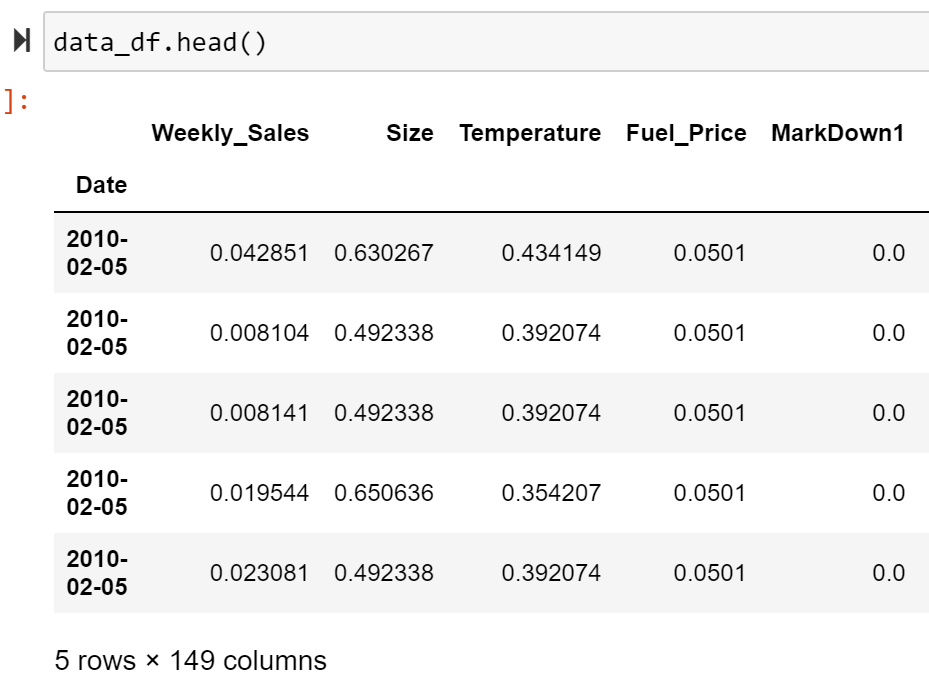 data_df.head()
]:
Weekly_Sales Size Temperature Fuel_Price MarkDown1
Date
2010-
02-05 0.042851 0.630267 0.434149 0.0501 0.0
2010-
02-05 0.008104 0.492338 0.392074 0.0501 0.0
2010-
02-05 0.008141 0.492338 0.392074 0.0501 0.0
2010-
02-05 0.019544 0.650636 0.354207 0.0501 0.0
2010-
02-05 0.023081 0.492338 0.392074 0.0501 0.0
5 rows × 149 columns